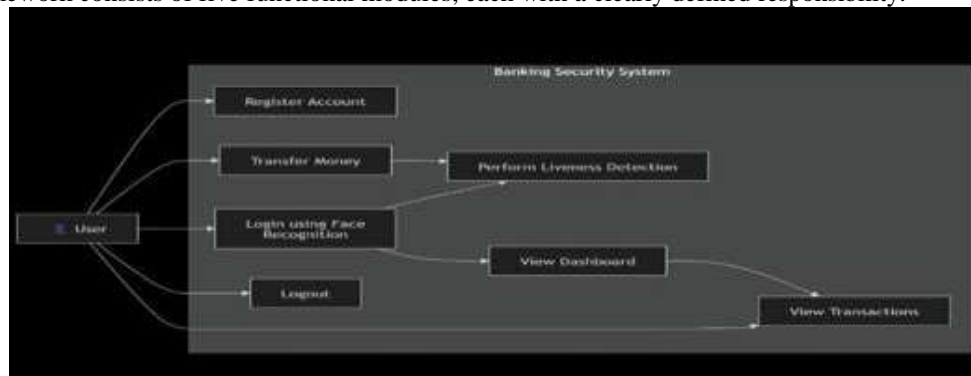 work consists of five functional modules, each with a clearly defined responsibility.
Banking Security System
Register Account
Transfer Money
Perform Liveness Detection
User
Login using Face
Recognition
View Dashboard
Logout
View Transactions